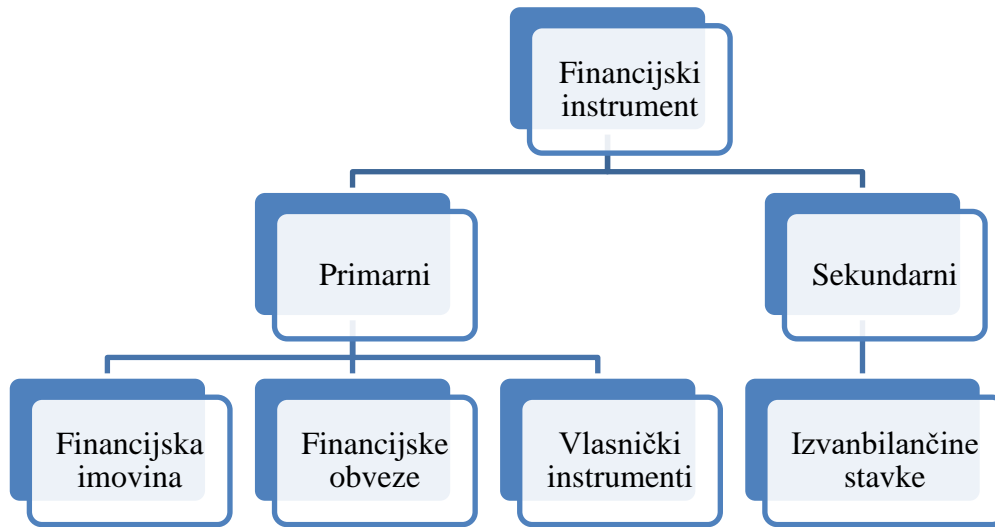 Financijski
instrument
Primarni
Sekundarni
Financijska
imovina
Financijske
obveze
Vlasnički
instrumenti
Izvanbilančine
stavke